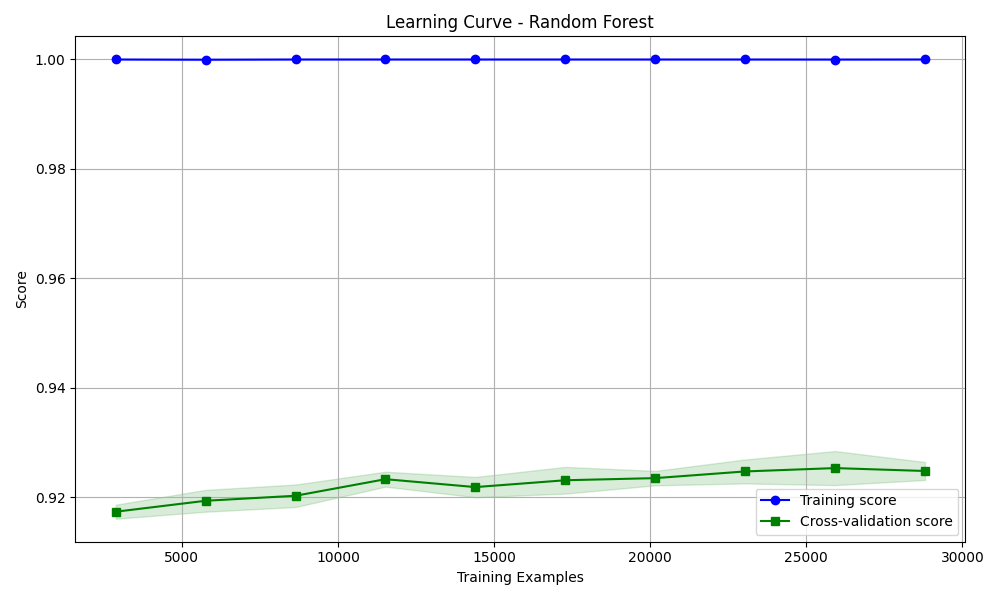 Learning Curve - Random Forest
Score
1.00
0.98
0.96
0.94
0.92
Training score
Cross-validation score
5000 10000 15000 20000 25000 30000
Training Examples